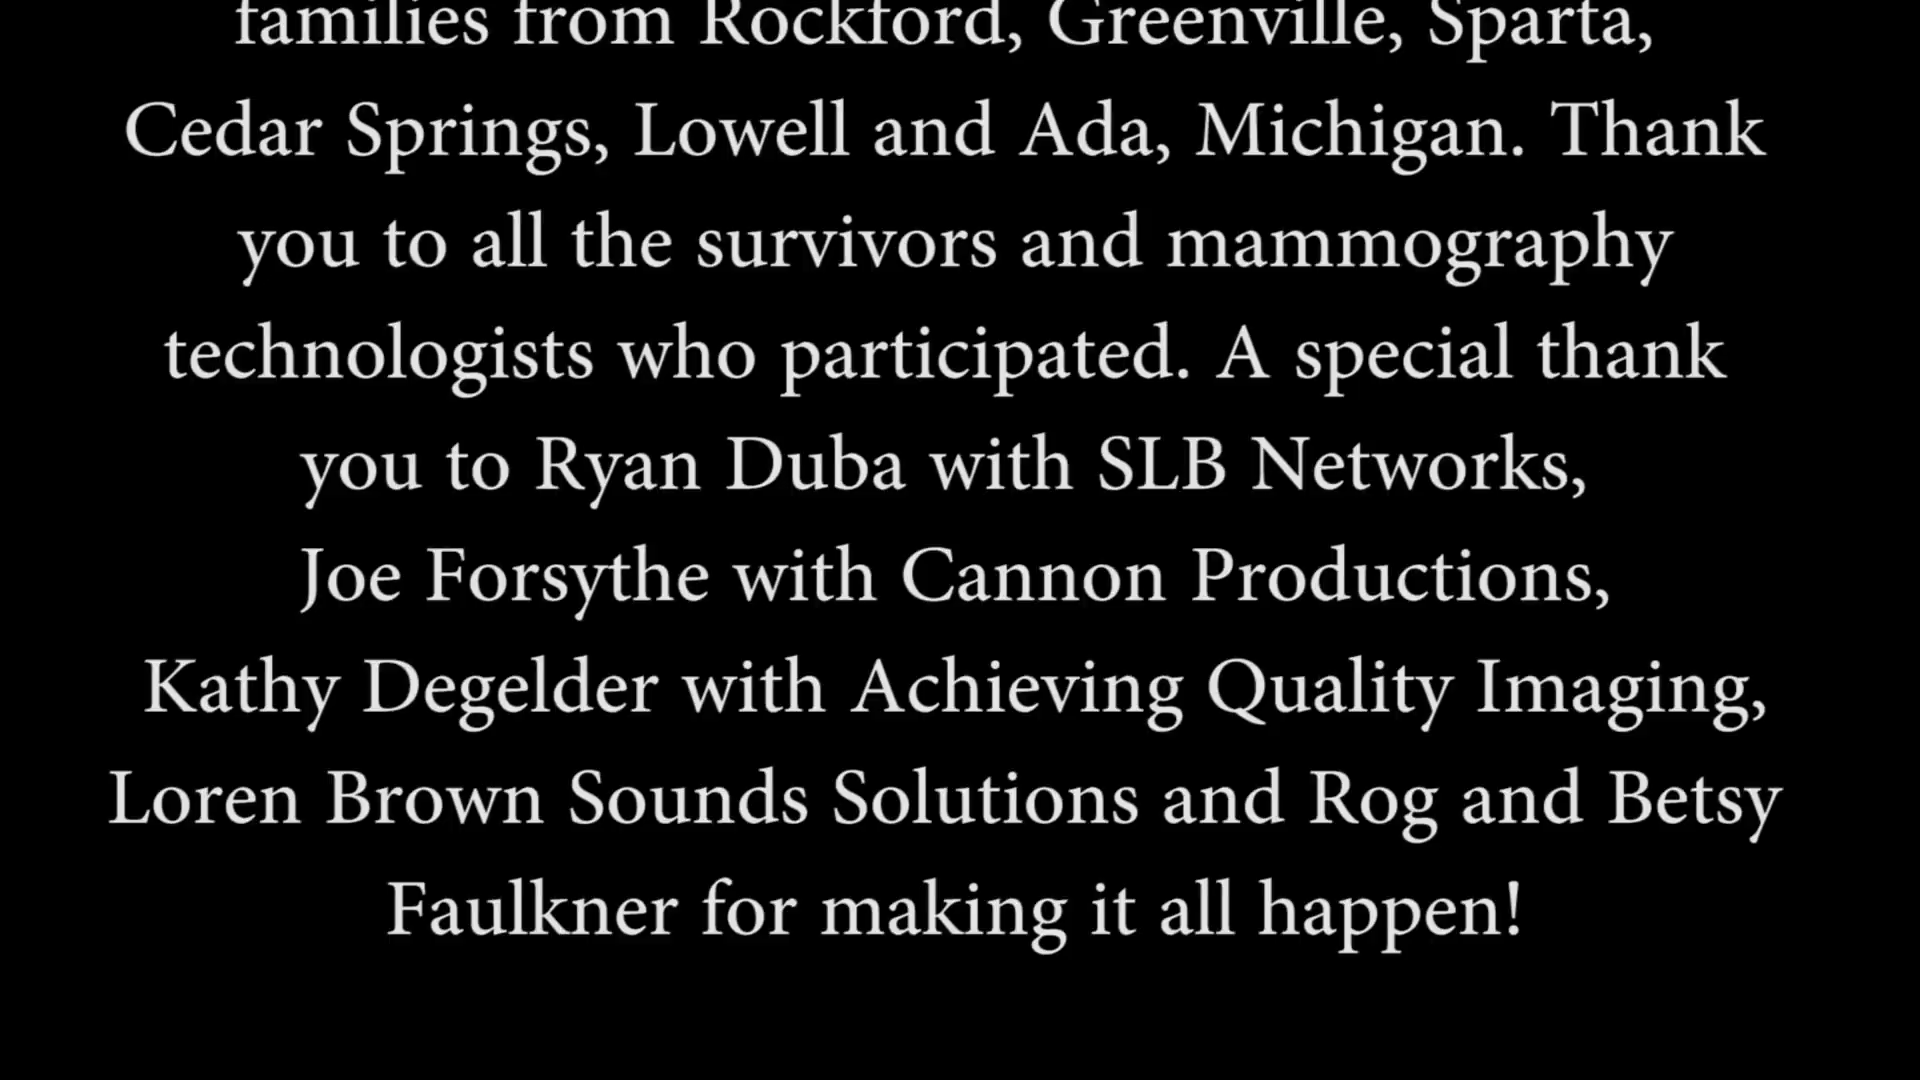 families from Rockford, Greenville, Sparta,
Cedar Springs, Lowell and Ada, Michigan. Thank
you to all the survivors and mammography
technologists who participated. A special thank
you to Ryan Duba with SLB Networks,
Joe Forsythe with Cannon Productions,
Kathy Degelder with Achieving Quality Imaging,
Loren Brown Sounds Solutions and Rog and Betsy
Faulkner for making it all happen!